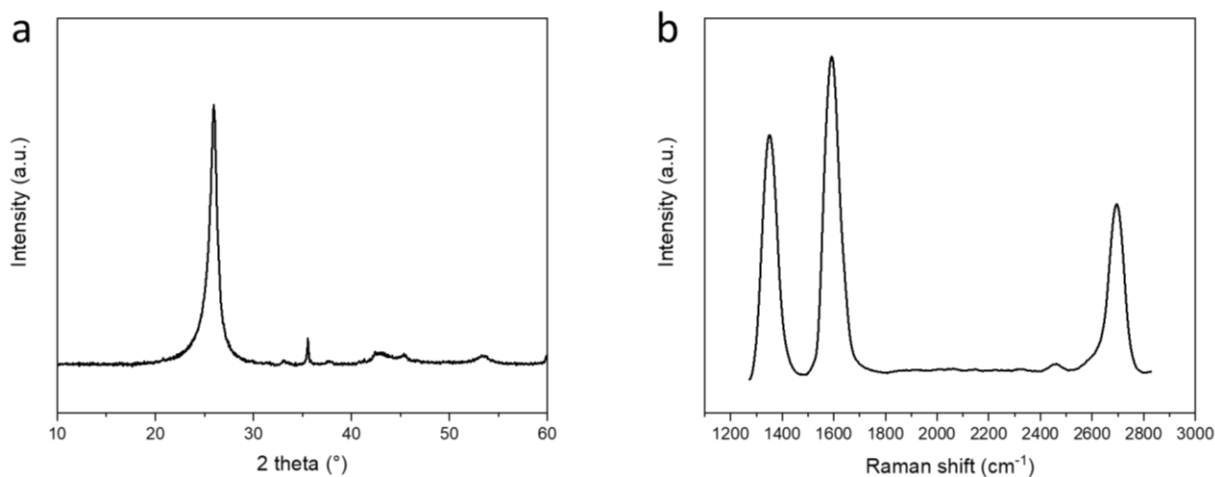 a
Intensity (a.u.)
10 20 30 40 50 60
2 theta (°)
b
Intensity (a.u.)
1200 1400 1600 1800 2000 2200 2400 2600 2800 3000
Raman shift (cm⁻¹)